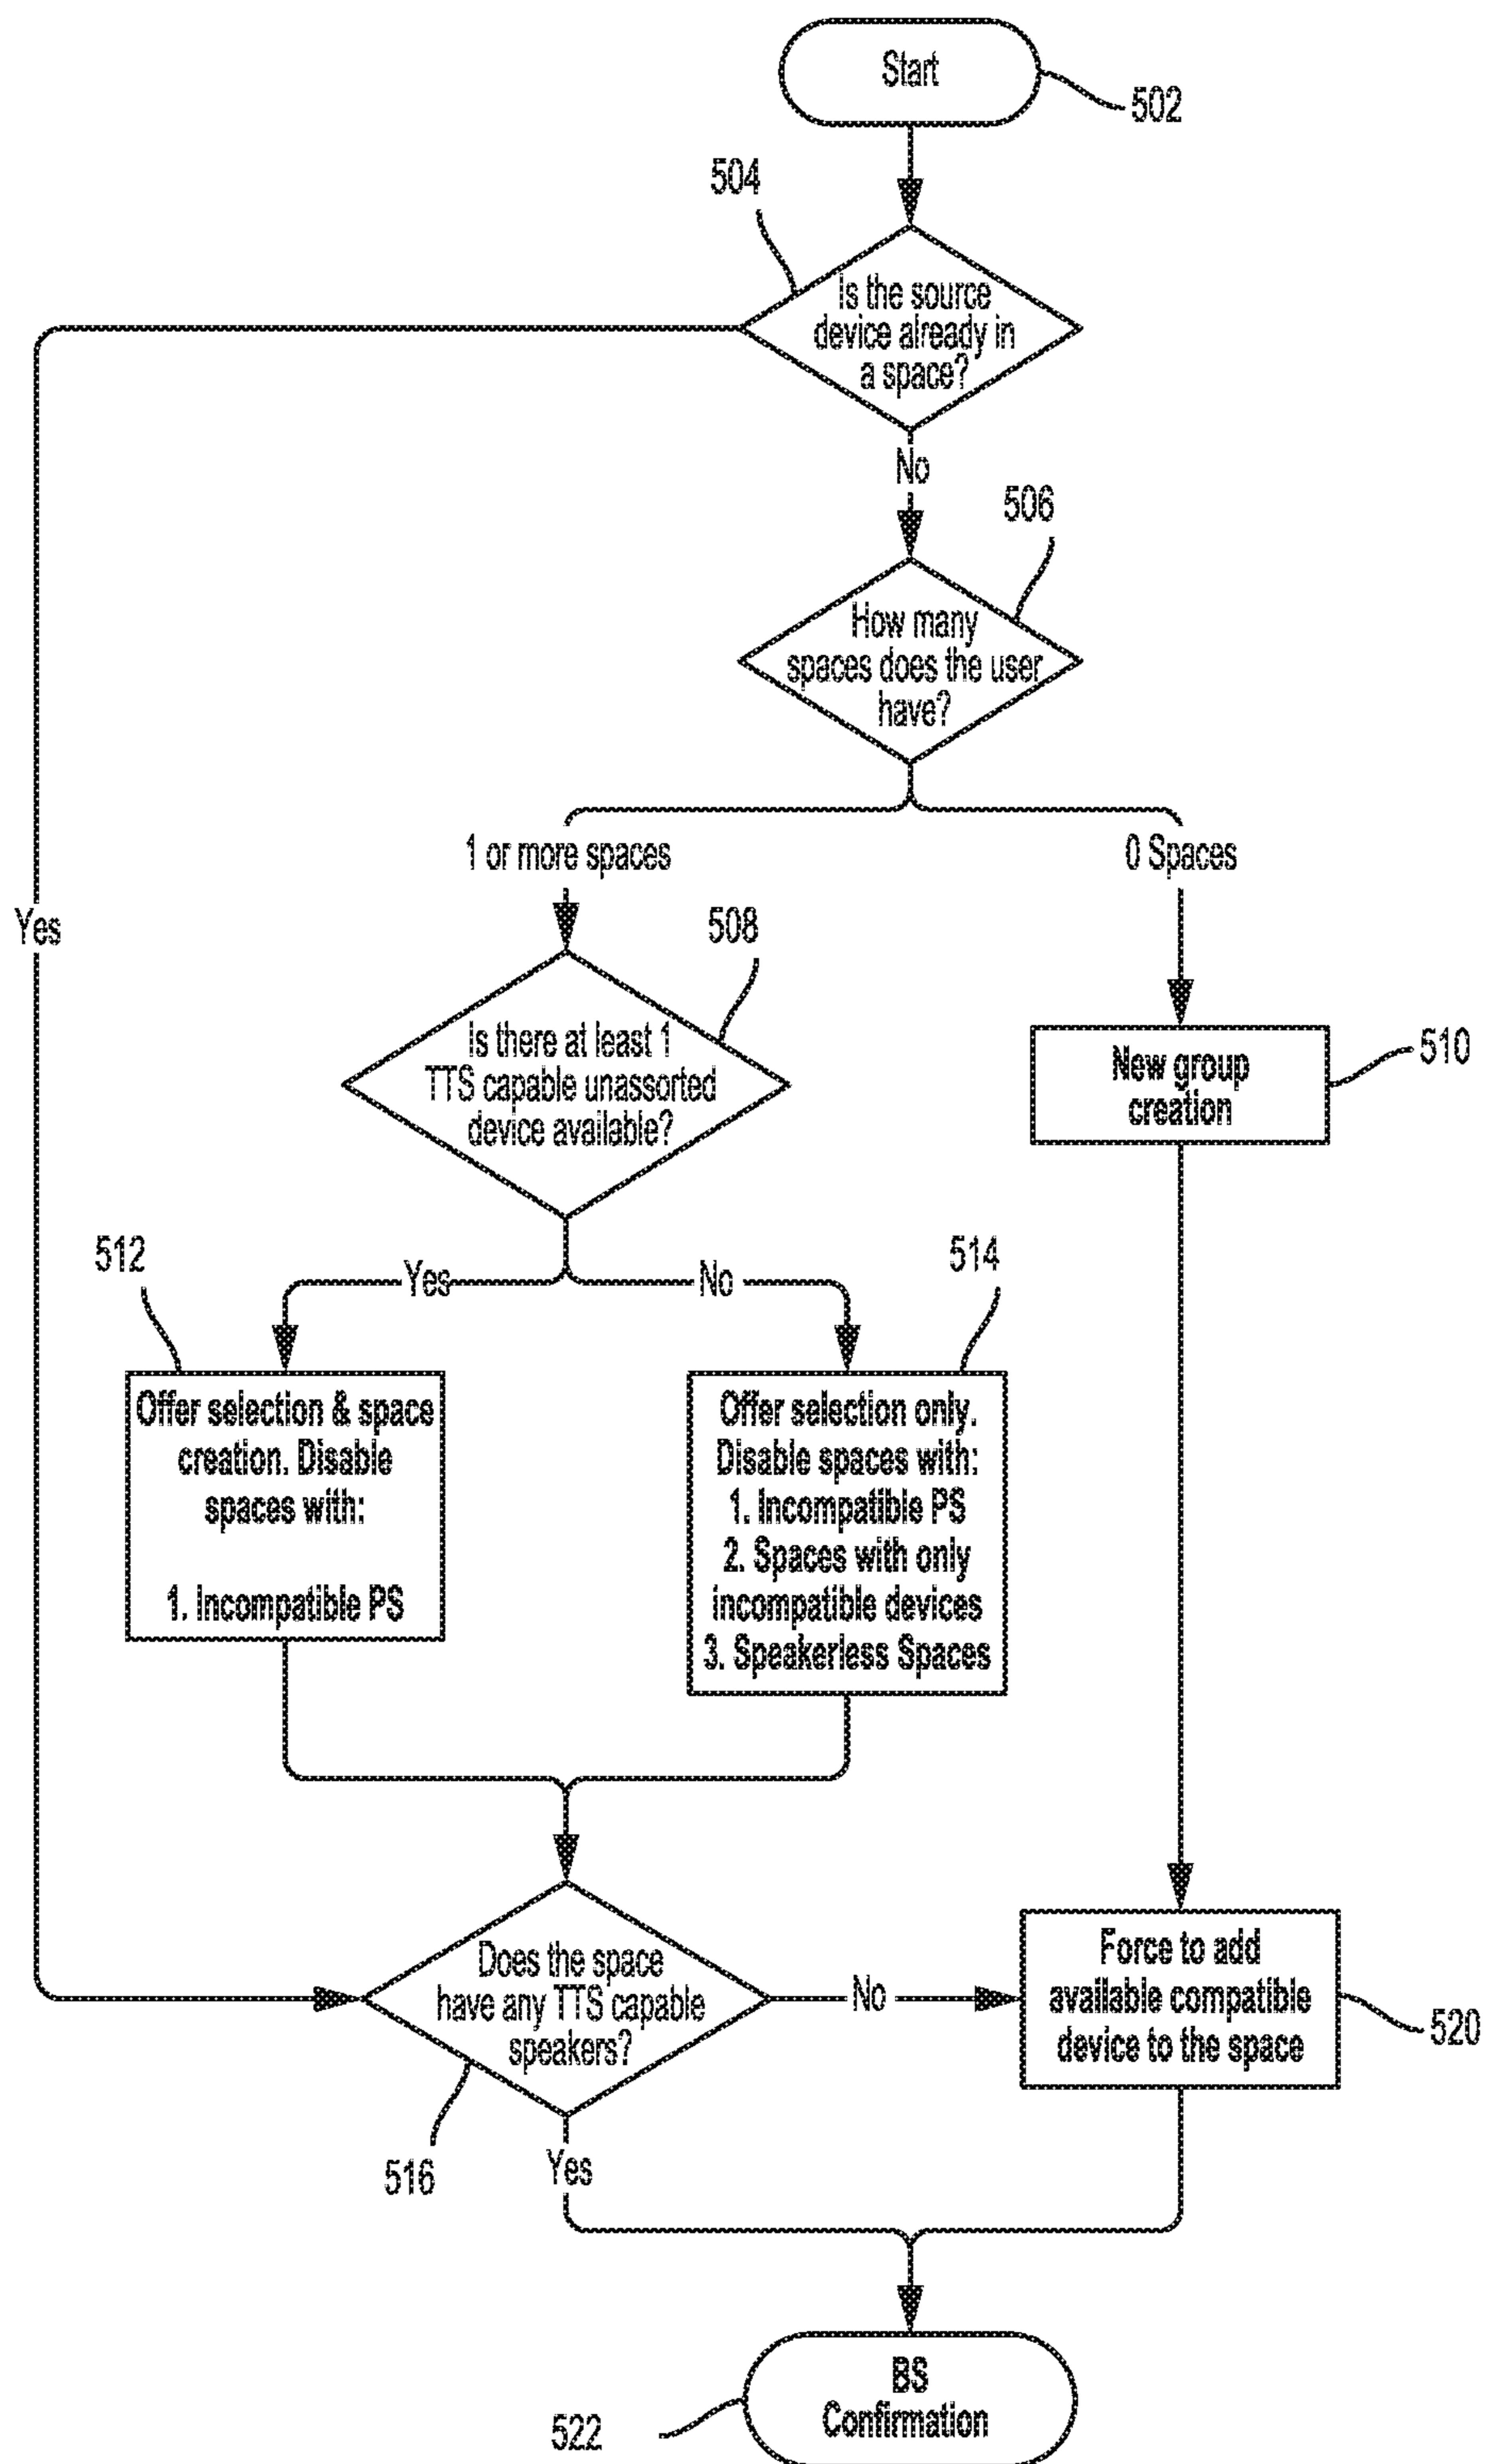 Start
502
504
Is the source
device already in
a space?
No
506
How many
spaces does the user
have?
1 or more spaces
0 Spaces
Yes
508
Is there at least 1
TTS capable unassorted
device available?
New group
creation
510
512
Yes
No
514
Offer selection & space
creation. Disable
spaces with:
1. Incompatible PS
Offer selection only.
Disable spaces with:
1. Incompatible PS
2. Spaces with only
incompatible devices
3. Speakerless Spaces
Does the space
have any TTS capable
speakers?
No
Force to add
available compatible
device to the space
520
516
Yes
BS
Confirmation
522